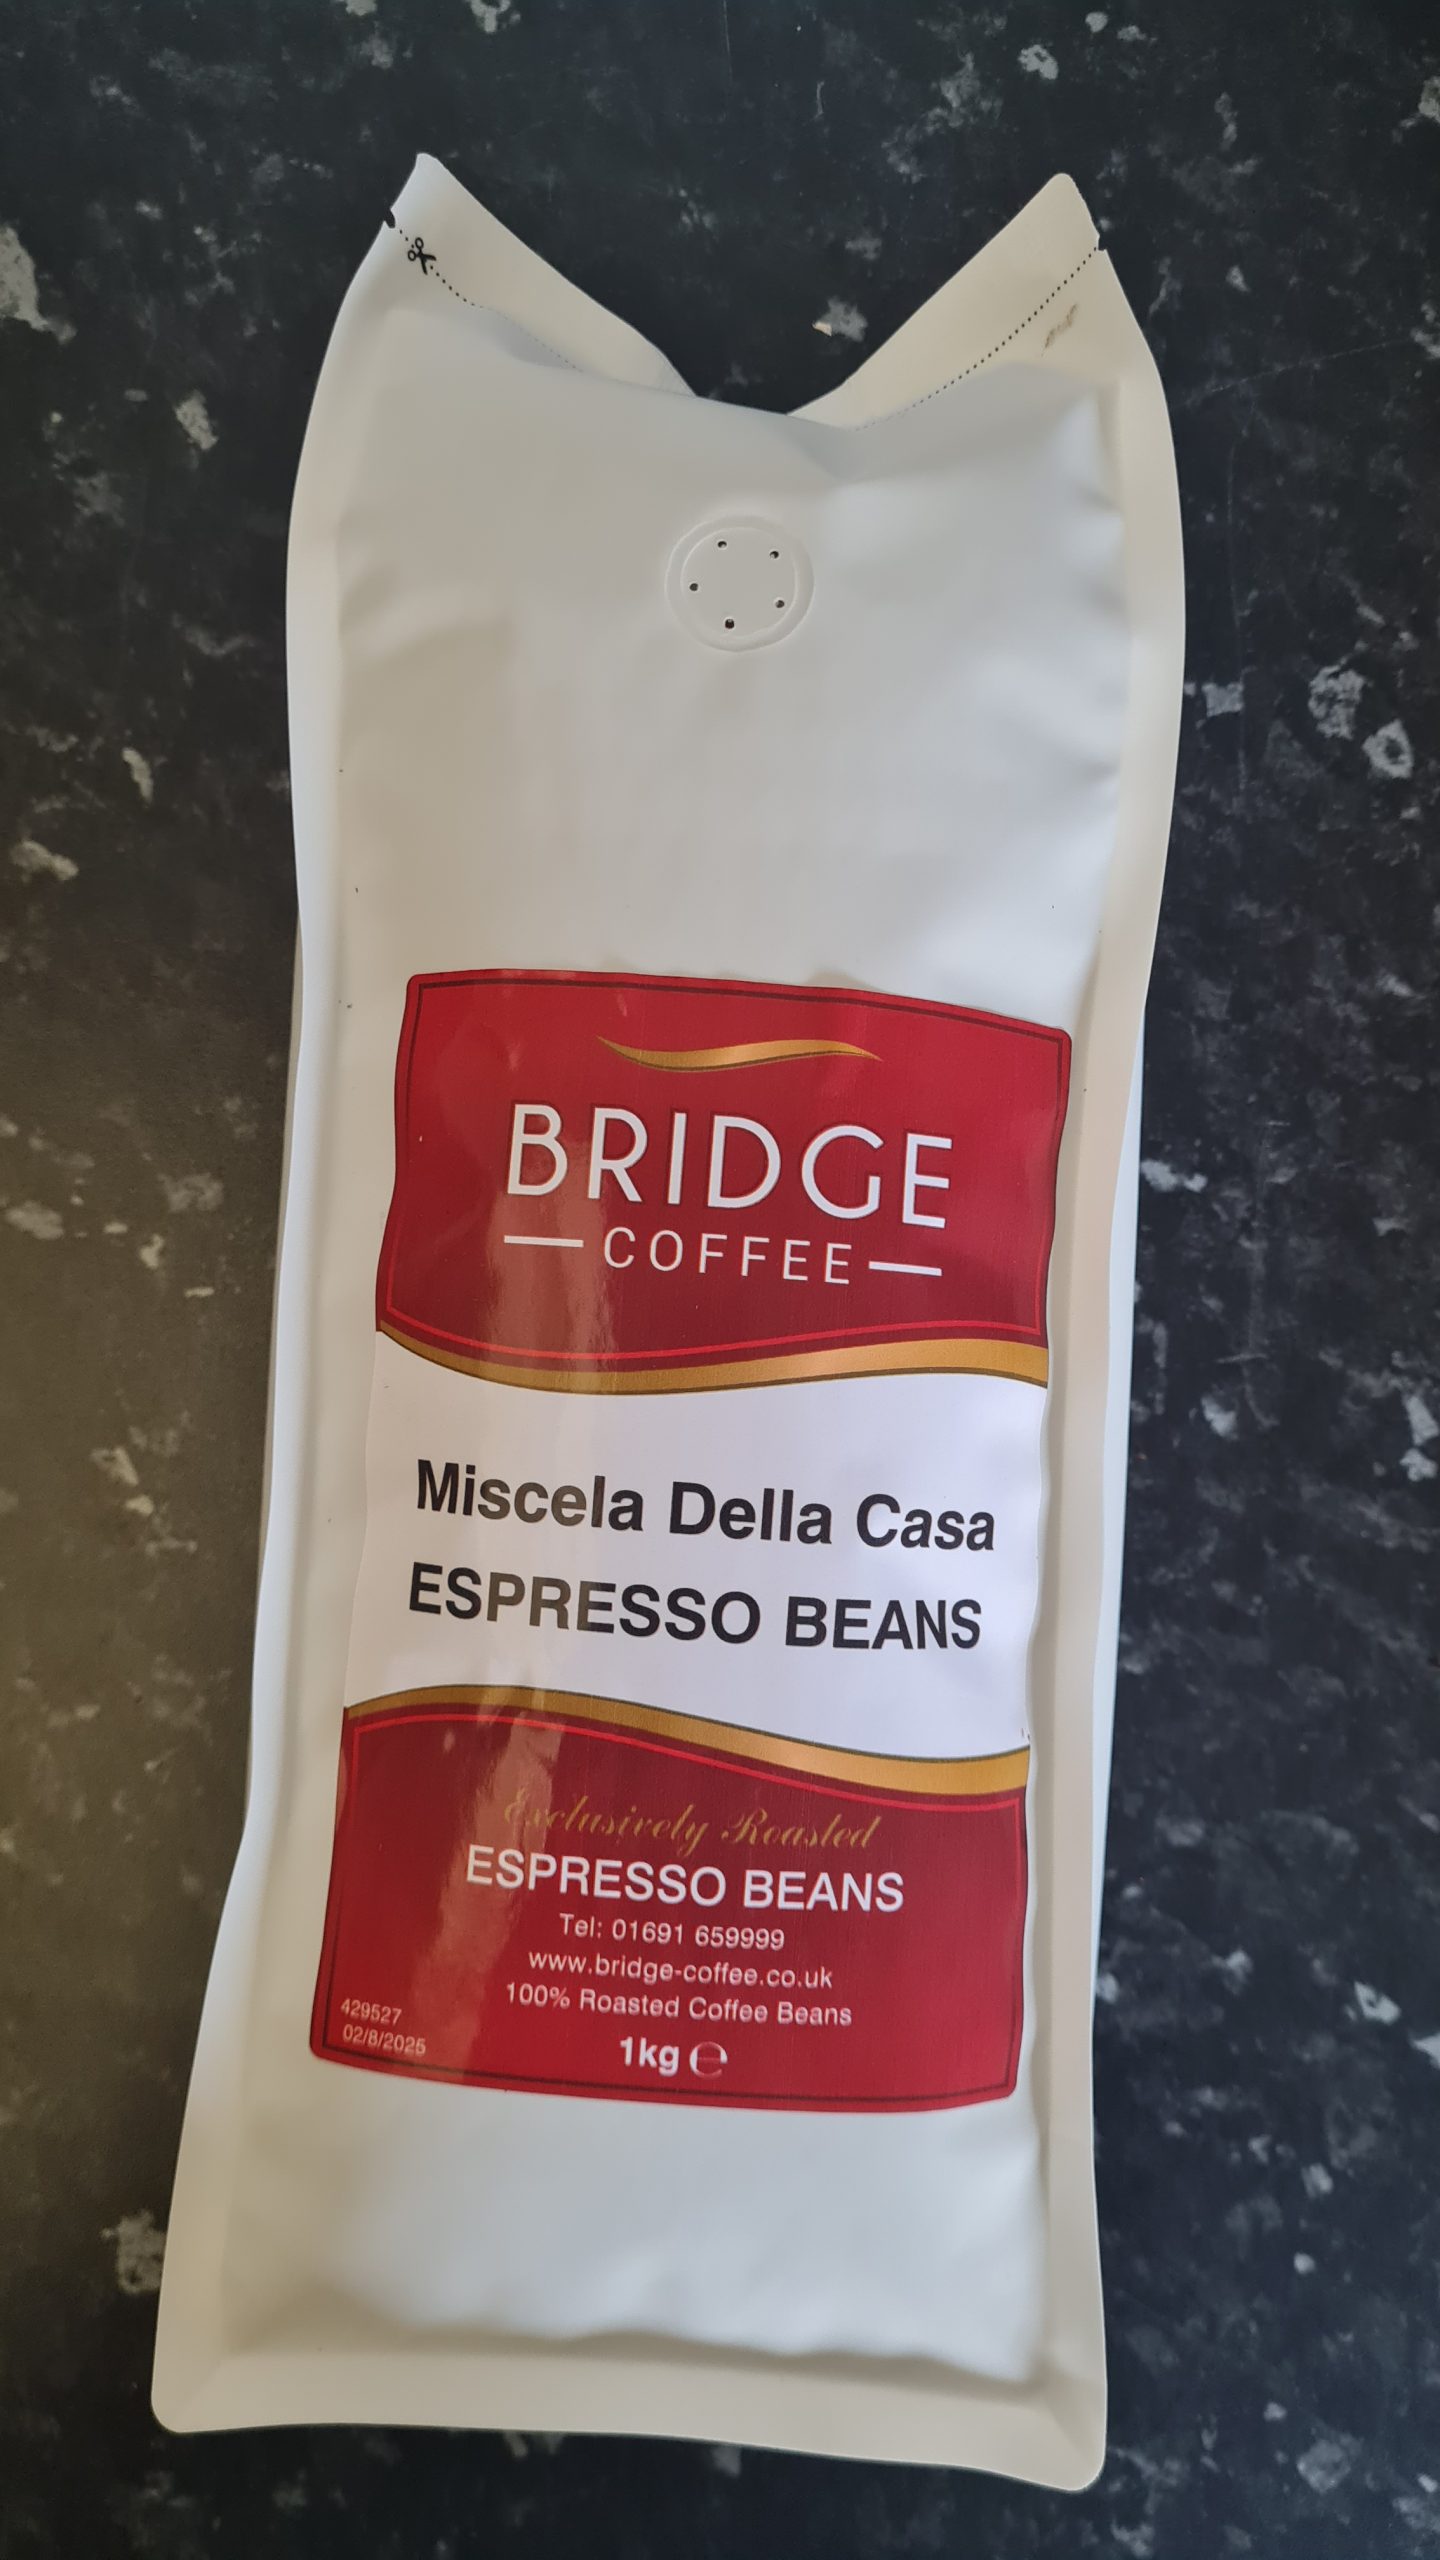 BRIDGE
COFFEE
Miscela Della Casa
ESPRESSO BEANS
Exclusively Roasted
ESPRESSO BEANS
Tel: 01691 659999
www.bridge-coffee.co.uk
100% Roasted Coffee Beans
429527
02/8/2025
1kg ℮